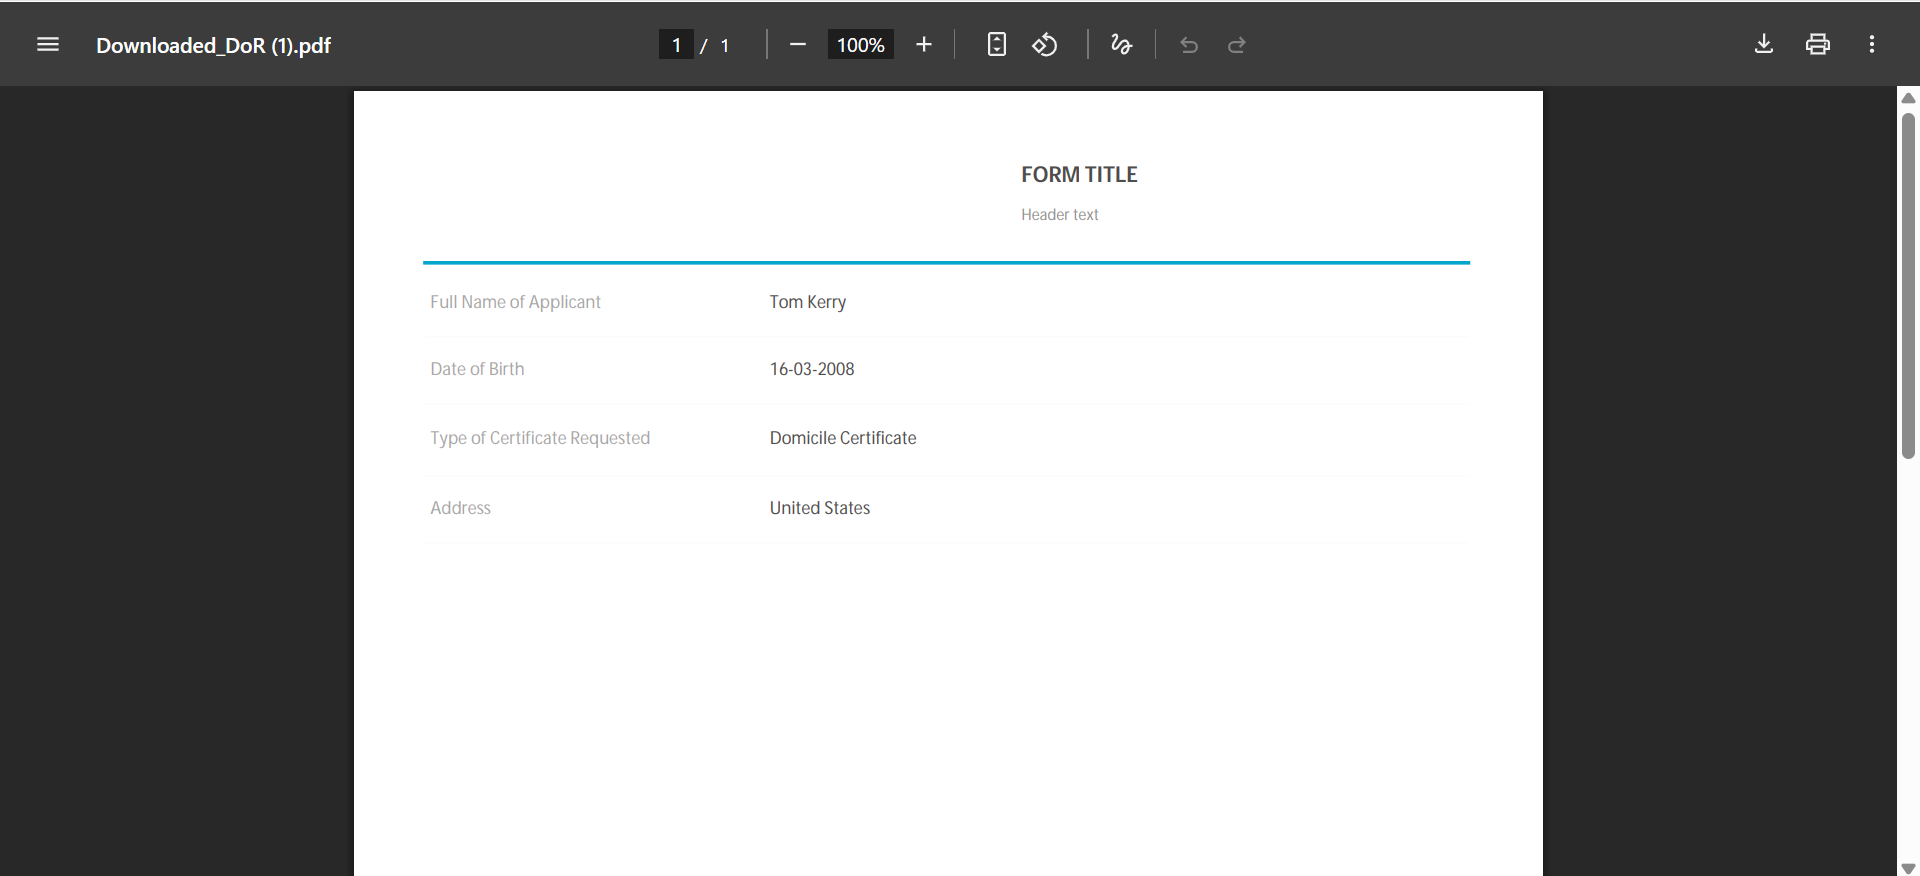 Downloaded_DoR (1).pdf
1 / 1
100%
FORM TITLE
Header text
Full Name of Applicant Tom Kerry
Date of Birth 16-03-2008
Type of Certificate Requested Domicile Certificate
Address United States